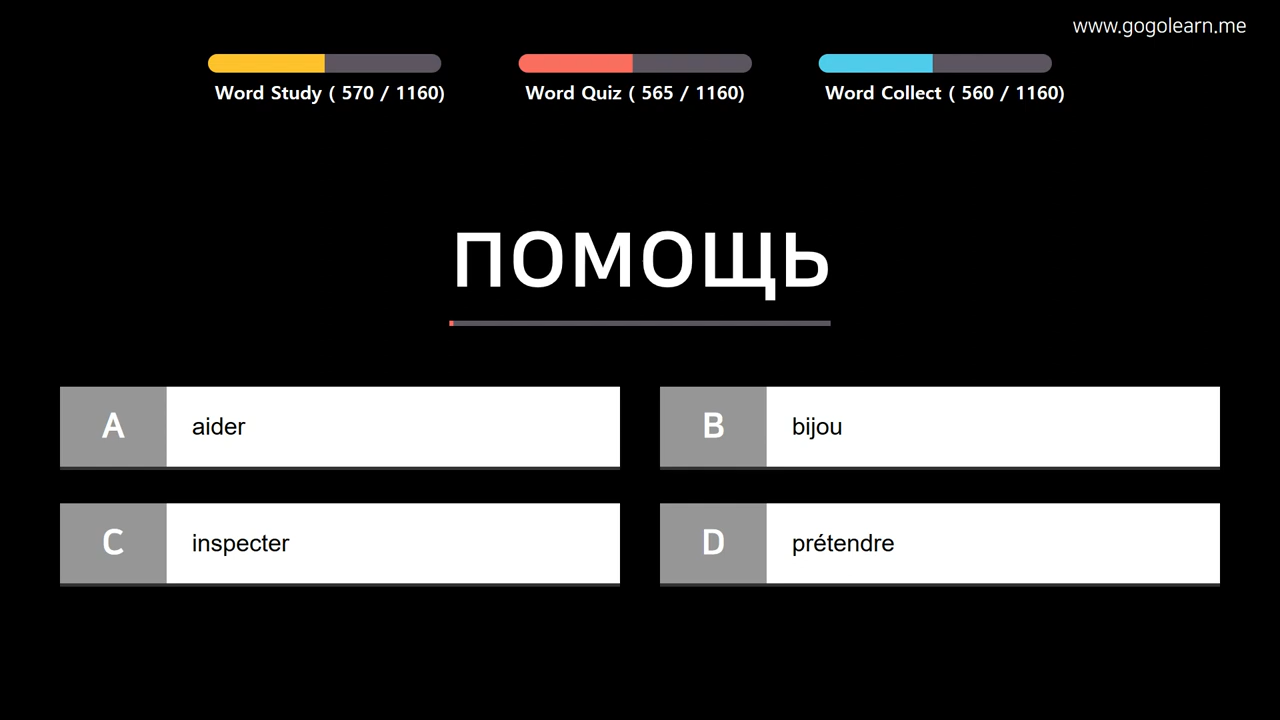 www.gogolearn.me
Word Study ( 570 / 1160)
Word Quiz ( 565 / 1160)
Word Collect ( 560 / 1160)
помощь
A aider
B bijou
C inspecter
D prétendre